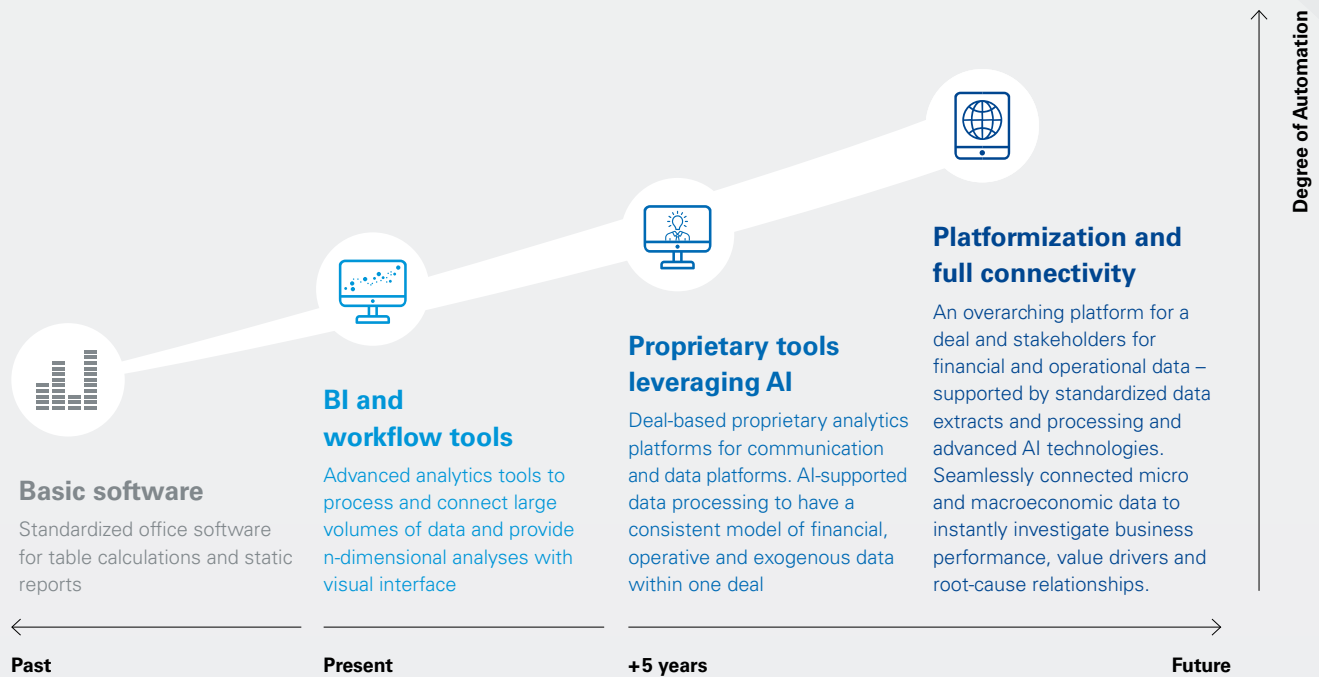 Degree of Automation
Platformization and
full connectivity
An overarching platform for a
deal and stakeholders for
financial and operational data –
supported by standardized data
extracts and processing and
advanced AI technologies.
Seamlessly connected micro
and macroeconomic data to
instantly investigate business
performance, value drivers and
root-cause relationships.
Proprietary tools
leveraging AI
Deal-based proprietary analytics
platforms for communication
and data platforms. AI-supported
data processing to have a
consistent model of financial,
operative and exogenous data
within one deal
BI and
workflow tools
Advanced analytics tools to
process and connect large
volumes of data and provide
n-dimensional analyses with
visual interface
Basic software
Standardized office software
for table calculations and static
reports
Past
Present
+5 years
Future